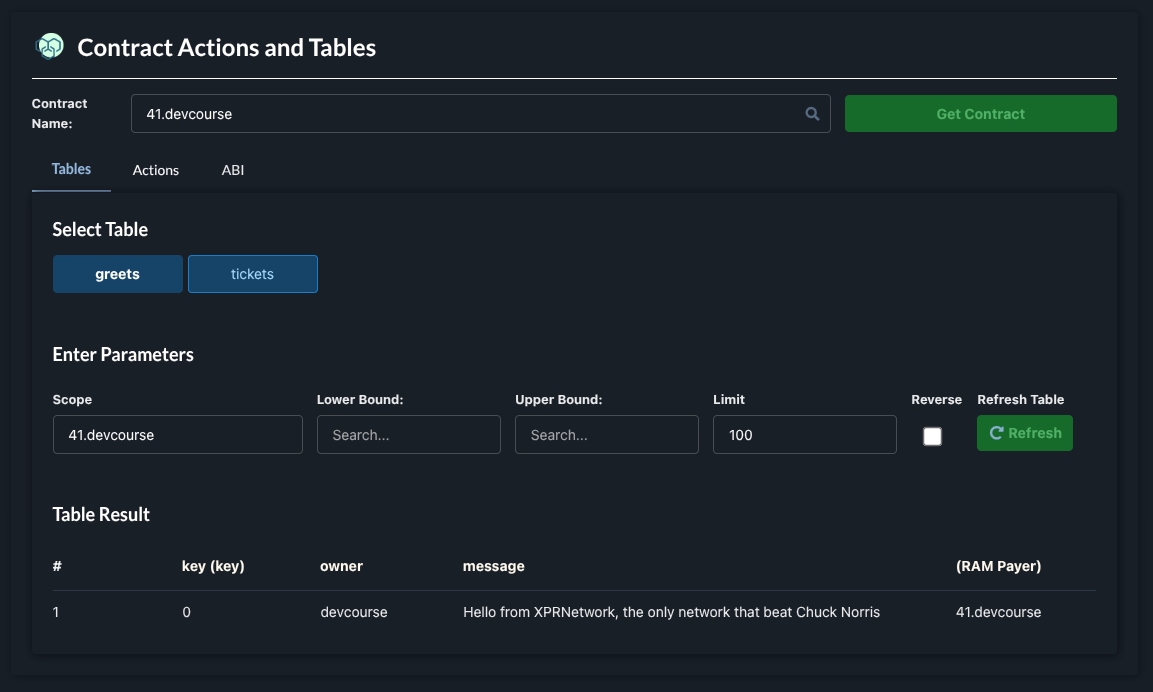 Contract Actions and Tables
Contract
Name:
41.devcourse
Get Contract
Tables Actions ABI
Select Table
greets tickets
Enter Parameters
Scope Lower Bound: Upper Bound: Limit Reverse Refresh Table
41.devcourse Search... Search... 100 Refresh
Table Result
# key (key) owner message (RAM Payer)
1 0 devcourse Hello from XPRNetwork, the only network that beat Chuck Norris 41.devcourse